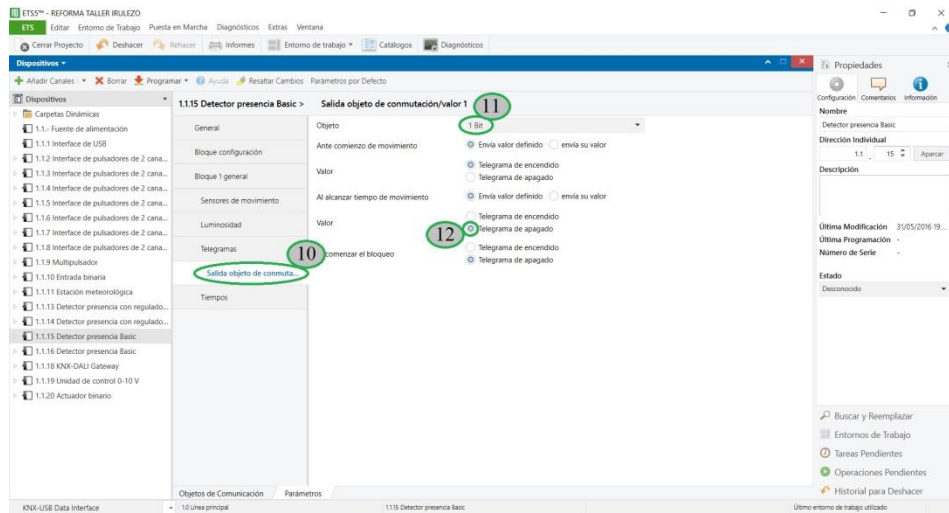 ETS5™ - REFORMA TALLER IRULEZO
ETS Editar Entorno de Trabajo Puesta en Marcha Diagnósticos Extras Ventana
Cerrar Proyecto Deshacer Rehacer Informes Entorno de trabajo Catálogos Diagnósticos
Dispositivos
Añadir Canales Borrar Programar Ayuda Resaltar Cambios Parámetros por Defecto
Dispositivos
Carpetas Dinámicas
1.1.- Fuente de alimentación
1.1.1 Interface de USB
1.1.2 Interface de pulsadores de 2 cana...
1.1.3 Interface de pulsadores de 2 cana...
1.1.4 Interface de pulsadores de 2 cana...
1.1.5 Interface de pulsadores de 2 cana...
1.1.6 Interface de pulsadores de 2 cana...
1.1.7 Interface de pulsadores de 2 cana...
1.1.8 Interface de pulsadores de 2 cana...
1.1.9 Multipulsador
1.1.10 Entrada binaria
1.1.11 Estación meteorológica
1.1.13 Detector presencia con regulado...
1.1.14 Detector presencia con regulado...
1.1.15 Detector presencia Basic
1.1.16 Detector presencia Basic
1.1.18 KNX-DALI Gateway
1.1.19 Unidad de control 0-10 V
1.1.20 Actuador binario
1.1.15 Detector presencia Basic > Salida objeto de conmutación/valor 1
General
Bloque configuración
Bloque 1 general
Sensores de movimiento
Luminosidad
Telegramas
Salida objeto de conmuta...
Tiempos
10
11
12
Objeto 1 Bit
Ante comienzo de movimiento Envía valor definido envía su valor
Valor Telegrama de encendido
Telegrama de apagado
Al alcanzar tiempo de movimiento Envía valor definido envía su valor
Valor Telegrama de encendido
Telegrama de apagado
comenzar el bloqueo Telegrama de encendido
Telegrama de apagado
Objetos de Comunicación Parámetros
Propiedades
Configuración Comentarios Información
Nombre
Detector presencia Basic
Dirección Individual
1.1 . 15 Aparcar
Descripción
Última Modificación 31/05/2016 19:...
Última Programación -
Número de Serie -
Estado
Desconocido
Buscar y Reemplazar
Entornos de Trabajo
Tareas Pendientes
Operaciones Pendientes
Historial para Deshacer
KNX-USB Data Interface 1.0 Línea principal 1.1.15 Detector presencia Basic Último entorno de trabajo utilizado